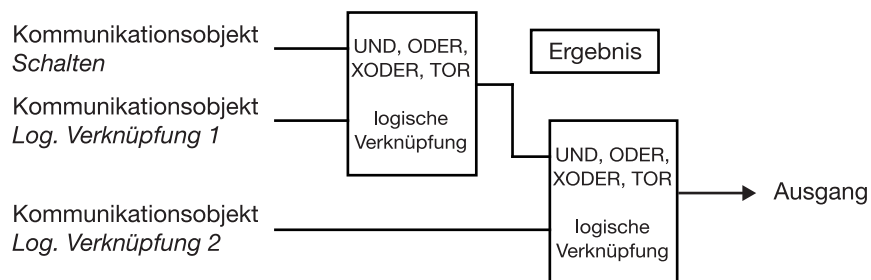 Kommunikationsobjekt
Schalten
UND, ODER,
XODER, TOR
Ergebnis
Kommunikationsobjekt
Log. Verknüpfung 1
logische
Verknüpfung
UND, ODER,
XODER, TOR
Ausgang
Kommunikationsobjekt
Log. Verknüpfung 2
logische
Verknüpfung